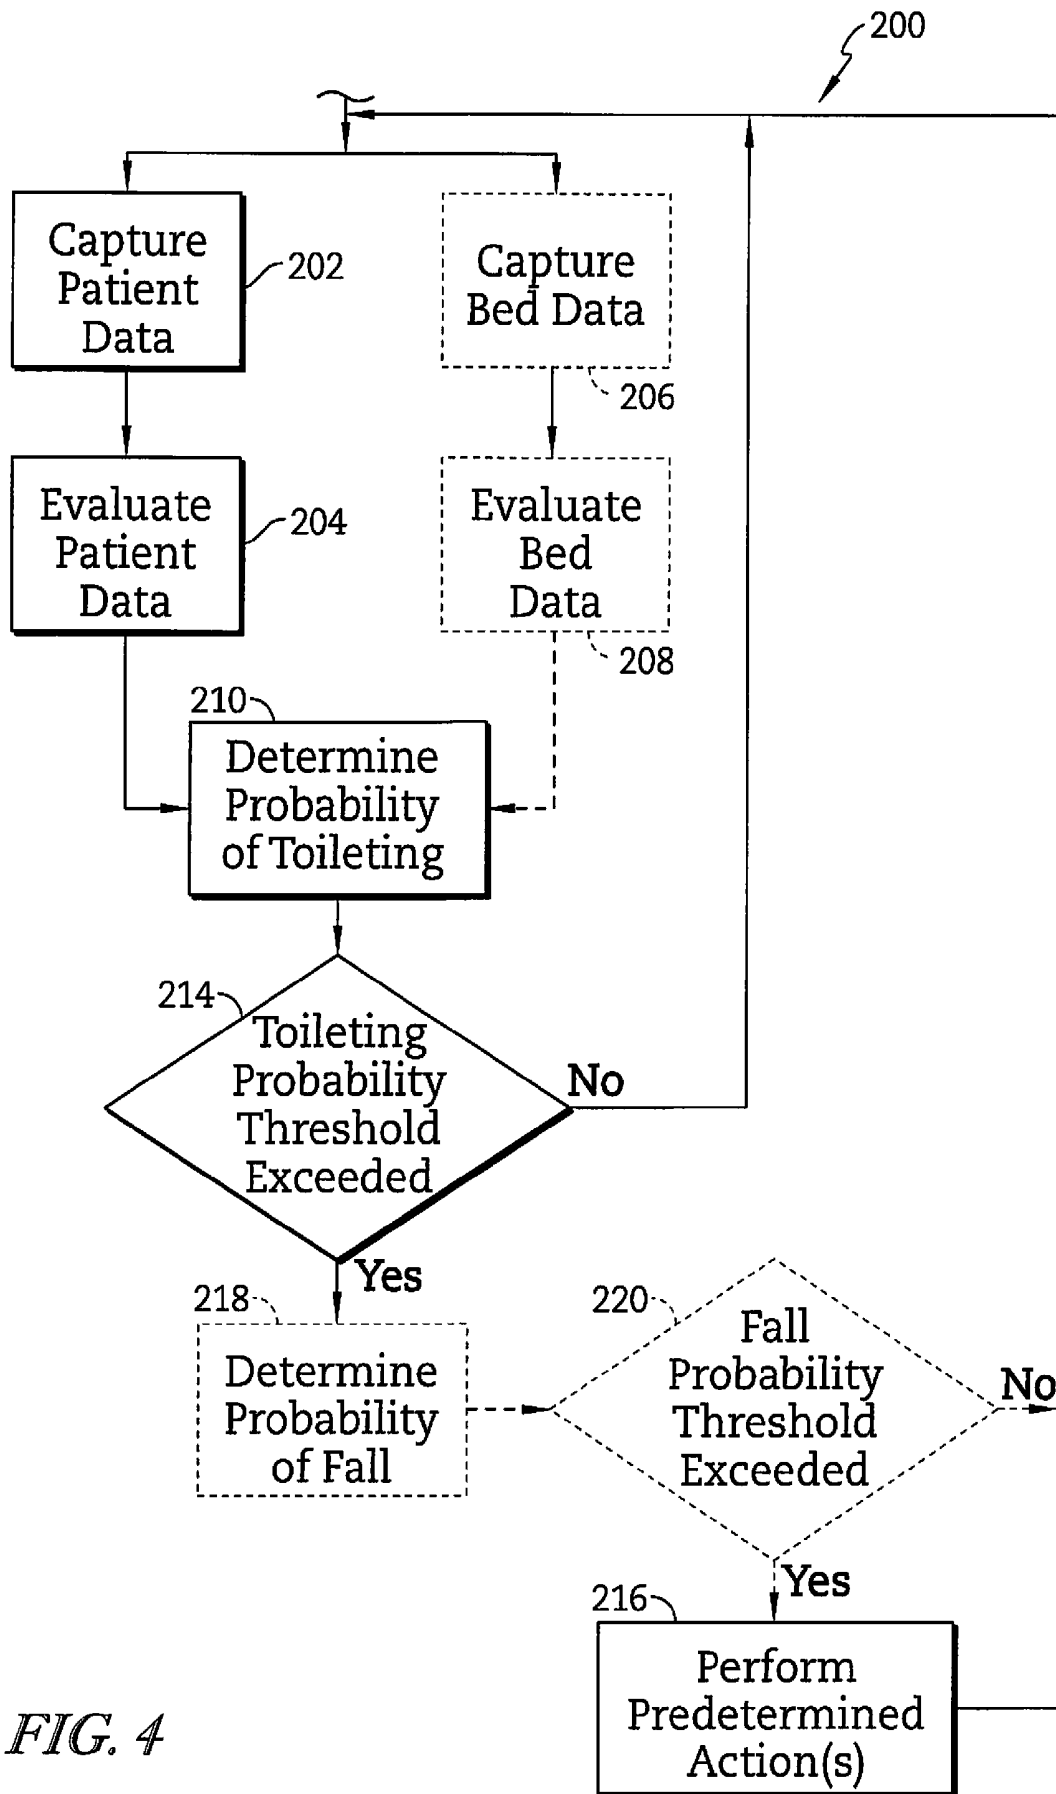 200
Capture
Patient
Data
202
Capture
Bed Data
206
Evaluate
Patient
Data
204
Evaluate
Bed
Data
208
210
Determine
Probability
of Toileting
214
Toileting
Probability
Threshold
Exceeded
No
Yes
218
Determine
Probability
of Fall
220
Fall
Probability
Threshold
Exceeded
No
Yes
216
Perform
Predetermined
Action(s)
FIG. 4